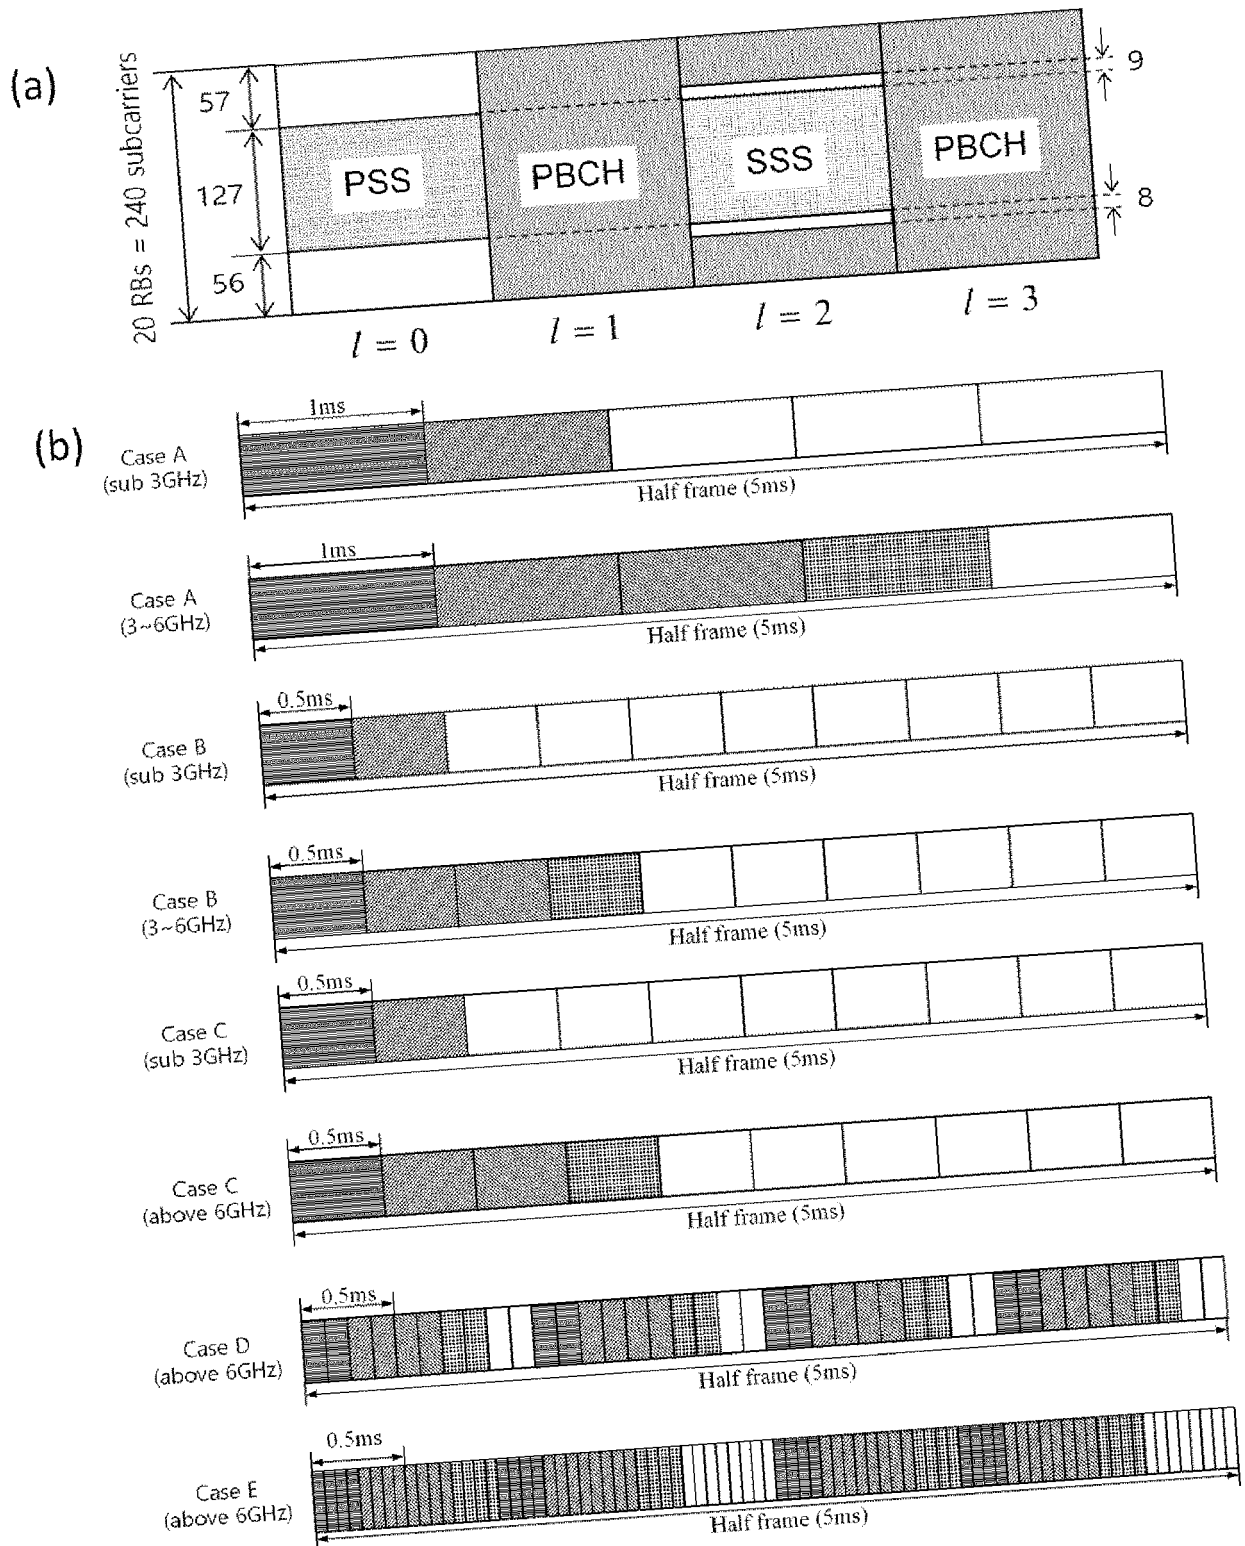 (a)
20 RBs = 240 subcarriers
57
127
56
PSS
PBCH
SSS
PBCH
9
8
l = 0
l = 1
l = 2
l = 3
(b)
Case A
(sub 3GHz)
1ms
Half frame (5ms)
Case A
(3~6GHz)
1ms
Half frame (5ms)
Case B
(sub 3GHz)
0.5ms
Half frame (5ms)
Case B
(3~6GHz)
0.5ms
Half frame (5ms)
Case C
(sub 3GHz)
0.5ms
Half frame (5ms)
Case C
(above 6GHz)
0.5ms
Half frame (5ms)
Case D
(above 6GHz)
0.5ms
Half frame (5ms)
Case E
(above 6GHz)
0.5ms
Half frame (5ms)